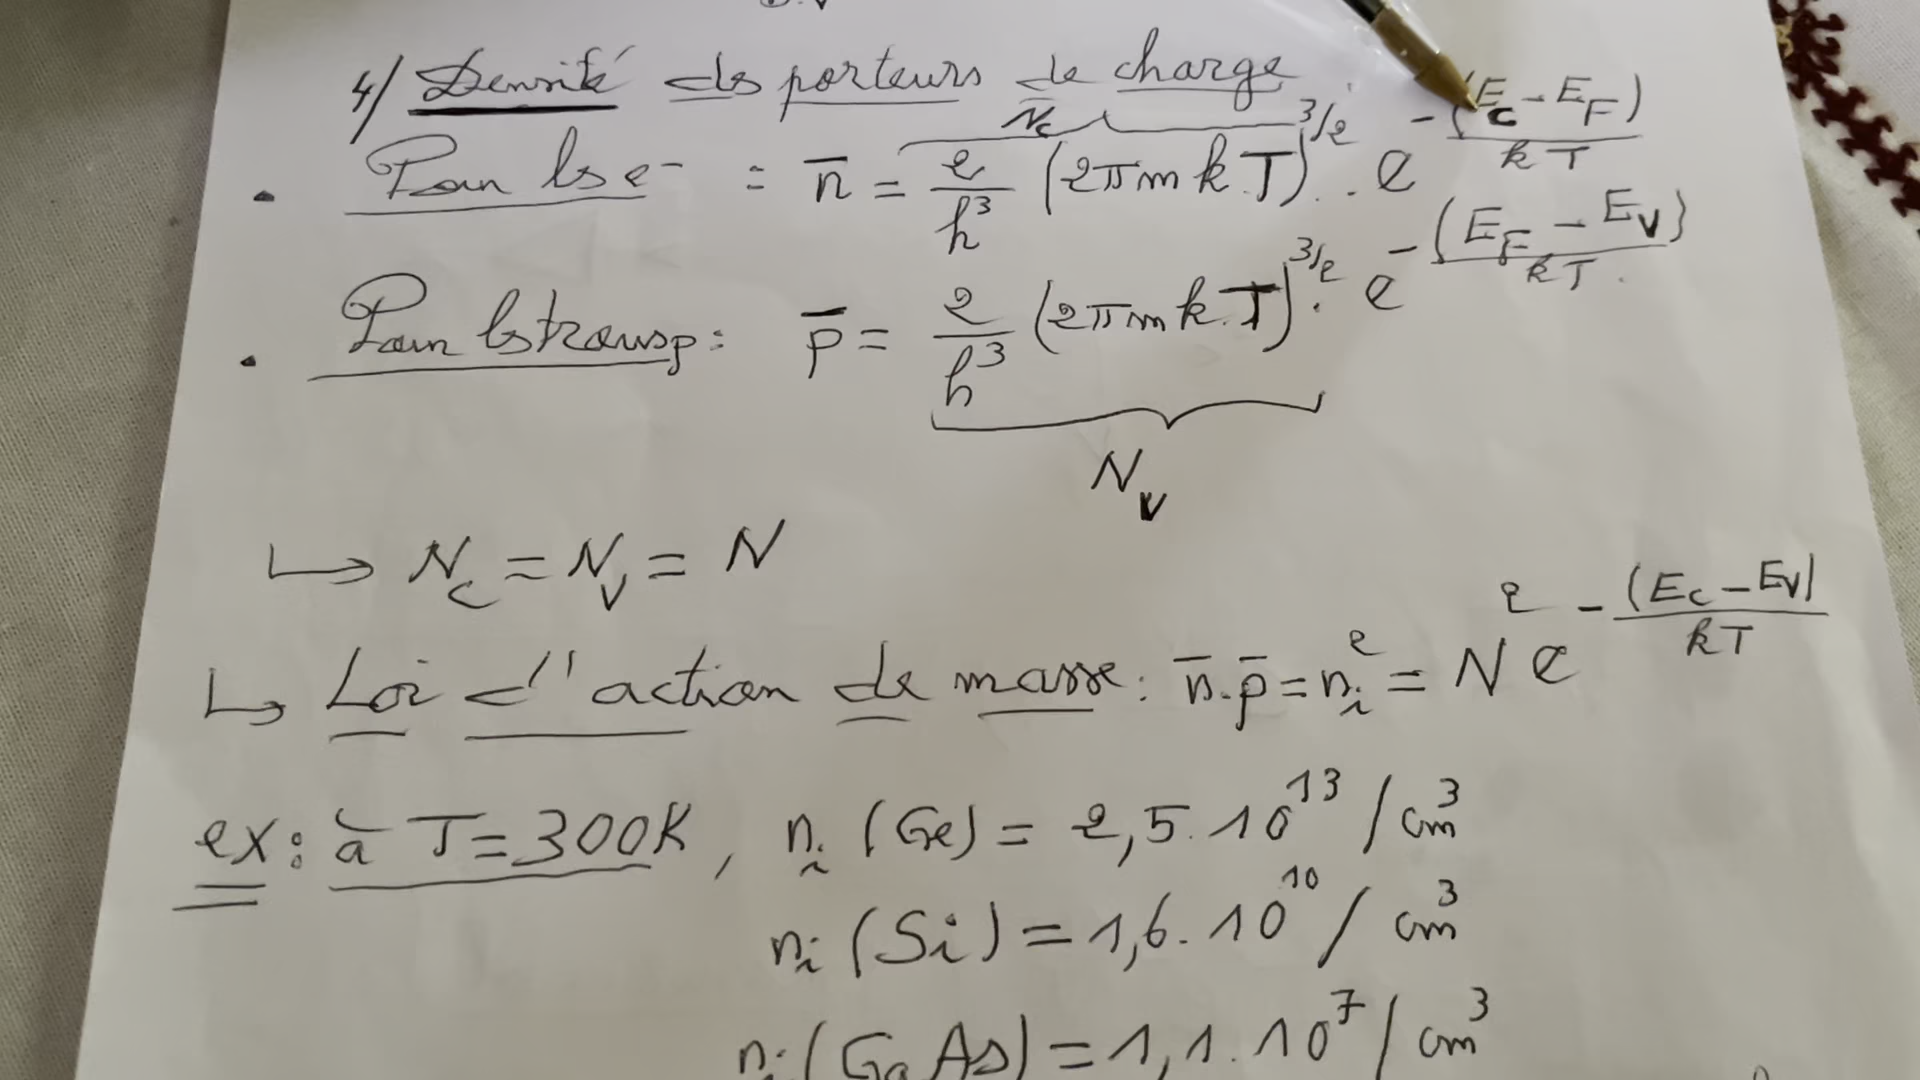 4/ Densité des porteurs de charge
Nc
• Pour les e- : n̄ = 2/h³ (2πmk.T)^3/2 . e^-(Ec-EF)/kT
• Pour les trous p : p̄ = 2/h³ (2πmk.T)^3/2 . e^-(EF-EV)/kT
NV
↳ Nc = NV = N
↳ Loi d'action de masse : n̄.p̄ = ni² = N² e^-(Ec-EV)/kT
ex : à T=300K, ni (Ge) = 2,5.10^13 /cm³
ni (Si) = 1,6.10^10 / cm³
ni (GaAs) = 1,1.10^7 / cm³